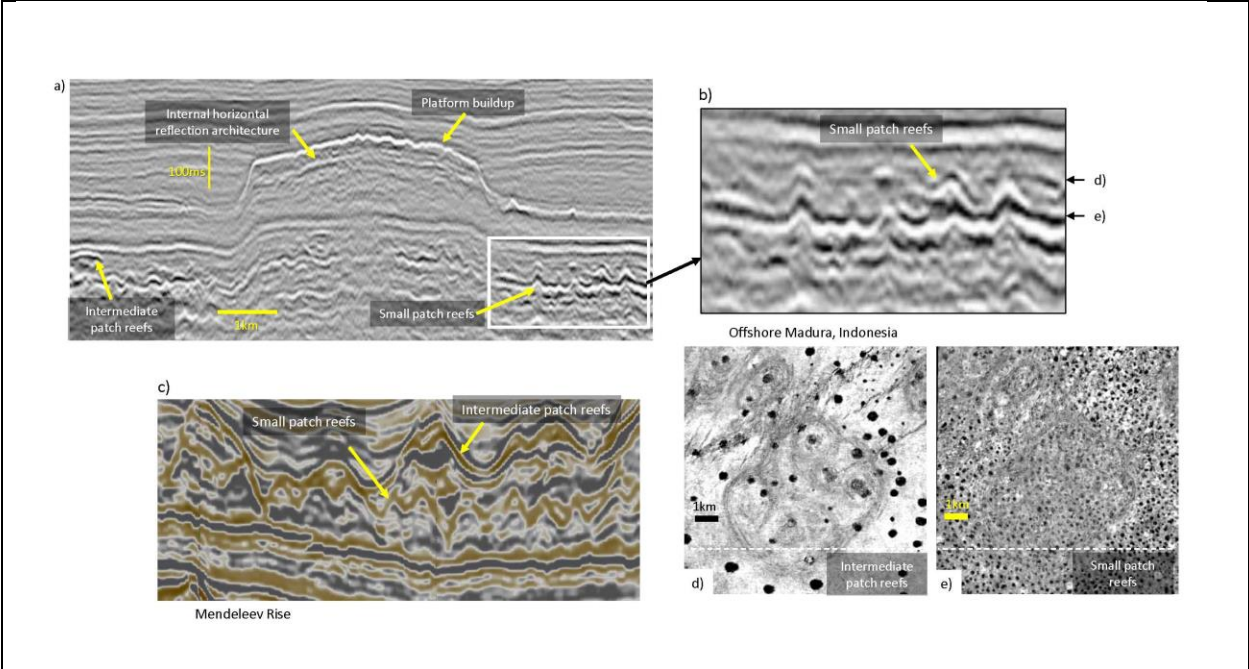 a)
Internal horizontal
reflection architecture
Platform buildup
100ms
Intermediate
patch reefs
1km
Small patch reefs
b)
Small patch reefs
d)
e)
Offshore Madura, Indonesia
c)
Small patch reefs
Intermediate patch reefs
Mendeleev Rise
1km
d)
Intermediate
patch reefs
1km
e)
Small patch
reefs